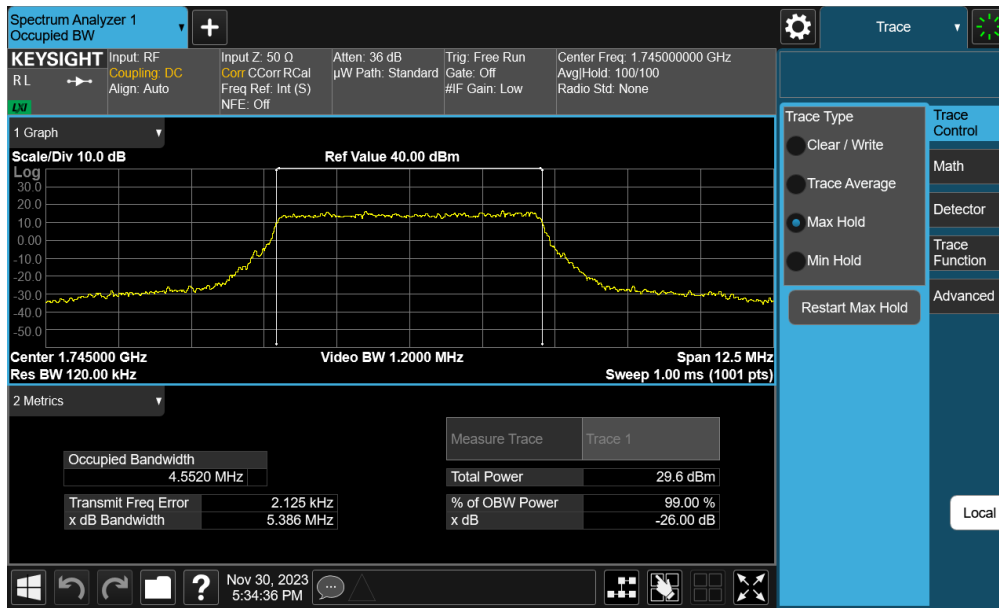 Spectrum Analyzer 1
Occupied BW
Trace
KEYSIGHT
R L
LXI
Input: RF
Coupling: DC
Align: Auto
Input Z: 50 Ω
Corr CCorr RCal
Freq Ref: Int (S)
NFE: Off
Atten: 36 dB
µW Path: Standard
Trig: Free Run
Gate: Off
#IF Gain: Low
Center Freq: 1.745000000 GHz
Avg|Hold: 100/100
Radio Std: None
1 Graph
Scale/Div 10.0 dB
Ref Value 40.00 dBm
Log
30.0
20.0
10.0
0.00
-10.0
-20.0
-30.0
-40.0
-50.0
Center 1.745000 GHz
Video BW 1.2000 MHz
Span 12.5 MHz
Res BW 120.00 kHz
Sweep 1.00 ms (1001 pts)
2 Metrics
Measure Trace
Trace 1
Occupied Bandwidth
4.5520 MHz
Total Power
29.6 dBm
Transmit Freq Error
2.125 kHz
% of OBW Power
99.00 %
x dB Bandwidth
5.386 MHz
x dB
-26.00 dB
Trace Type
Clear / Write
Trace Average
Max Hold
Min Hold
Restart Max Hold
Trace
Control
Math
Detector
Trace
Function
Advanced
Local
?
Nov 30, 2023
5:34:36 PM